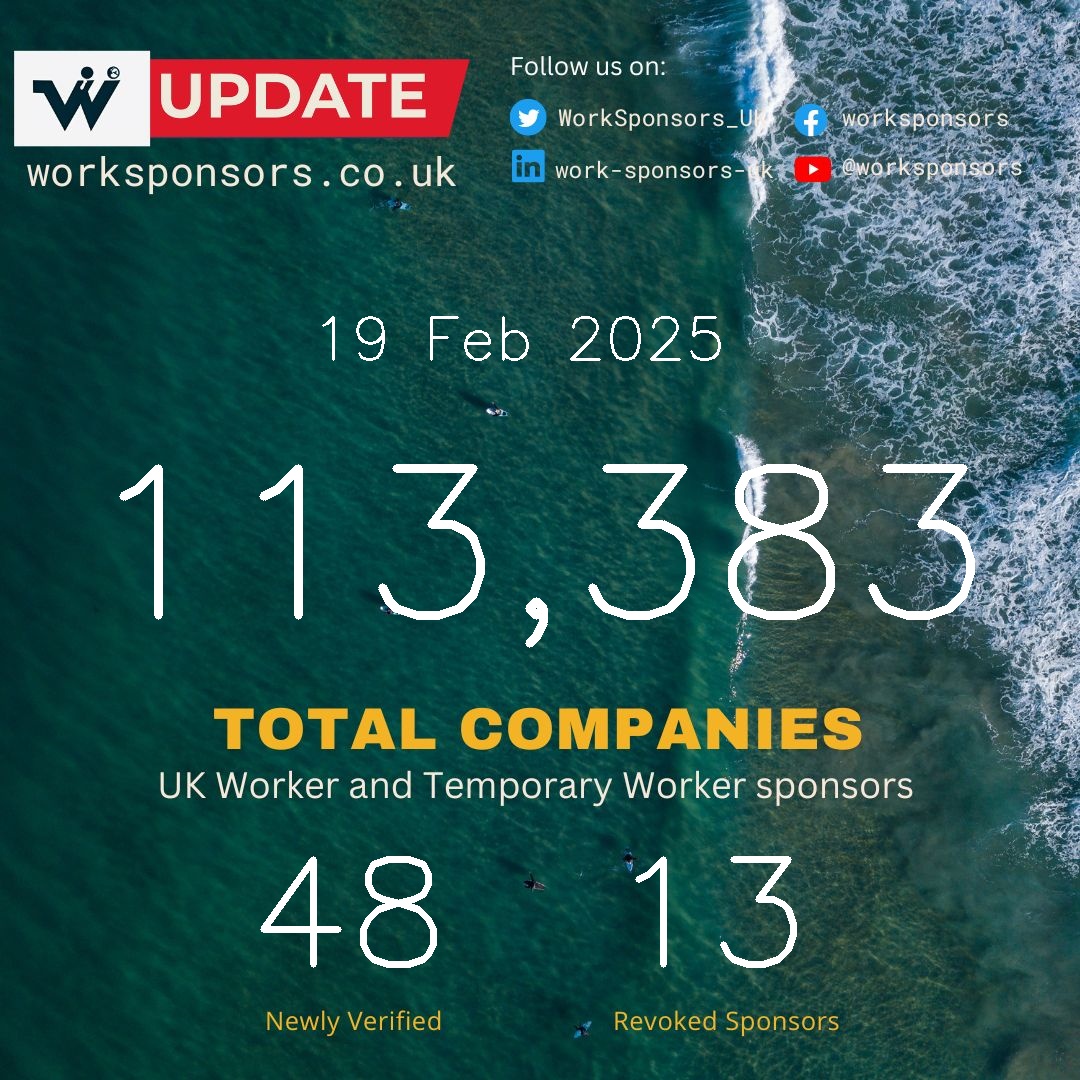 UPDATE
worksponsors.co.uk
Follow us on:
WorkSponsors_UK
worksponsors
work-sponsors-uk
@worksponsors
19 Feb 2025
113,383
TOTAL COMPANIES
UK Worker and Temporary Worker sponsors
48 13
Newly Verified Revoked Sponsors